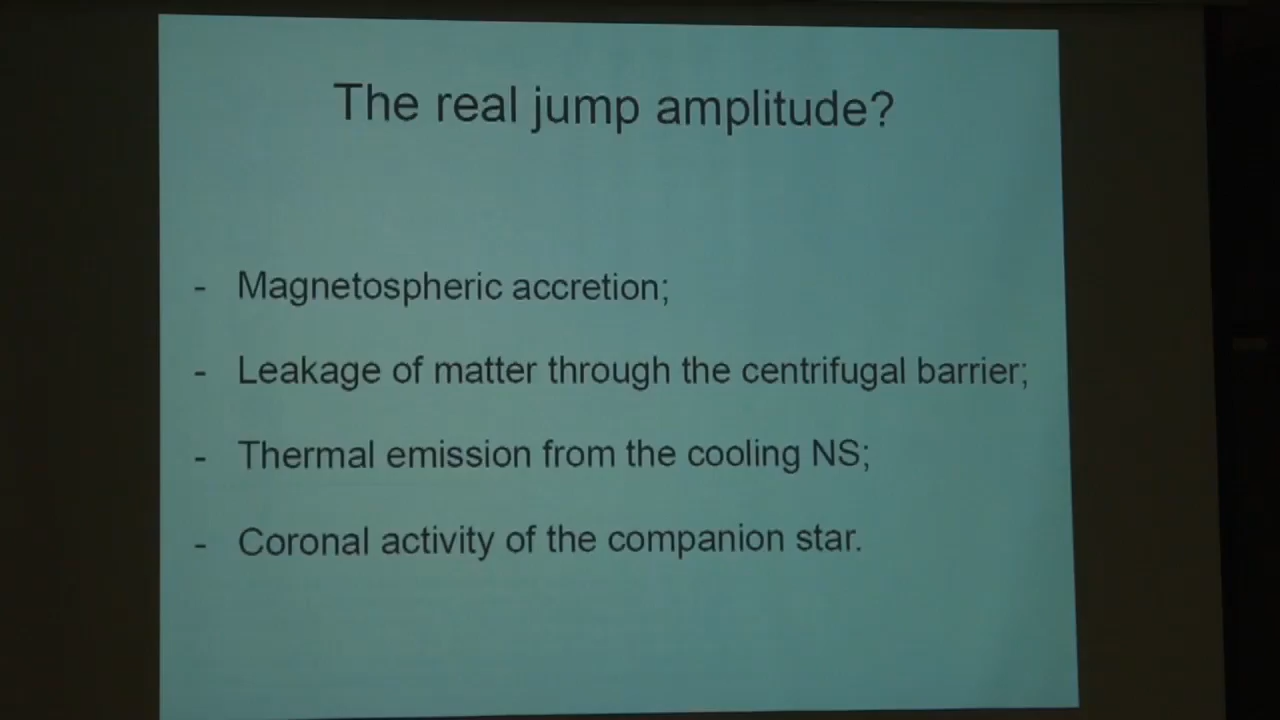 The real jump amplitude?
- Magnetospheric accretion;
- Leakage of matter through the centrifugal barrier;
- Thermal emission from the cooling NS;
- Coronal activity of the companion star.